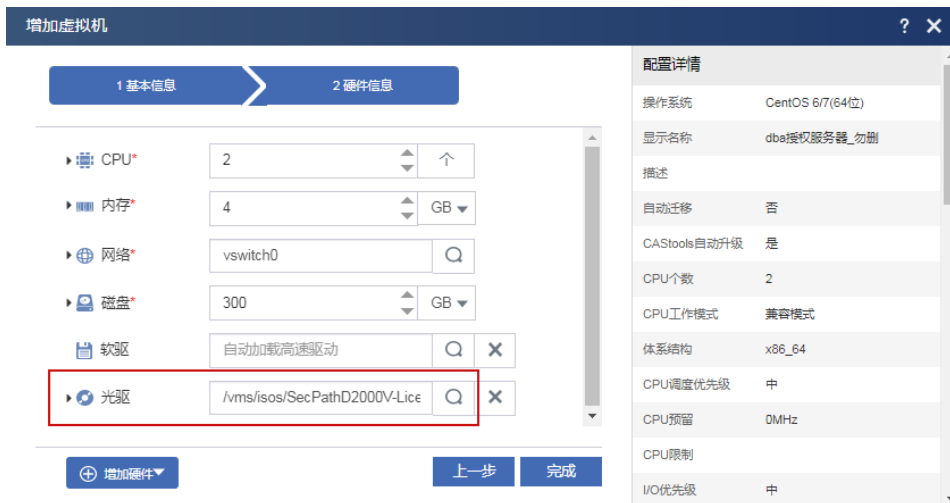 增加虚拟机 ?
1 基本信息 2 硬件信息
CPU* 2 个
内存* 4 GB
网络* vswitch0
磁盘* 300 GB
软驱 自动加载高速驱动
光驱 /vms/isos/SecPathD2000V-Lice
增加硬件 上一步 完成
配置详情
操作系统 CentOS 6/7(64位)
显示名称 dba授权服务器_勿删
描述
自动迁移 否
CAStools自动升级 是
CPU个数 2
CPU工作模式 兼容模式
体系结构 x86_64
CPU调度优先级 中
CPU预留 0MHz
CPU限制
I/O优先级 中